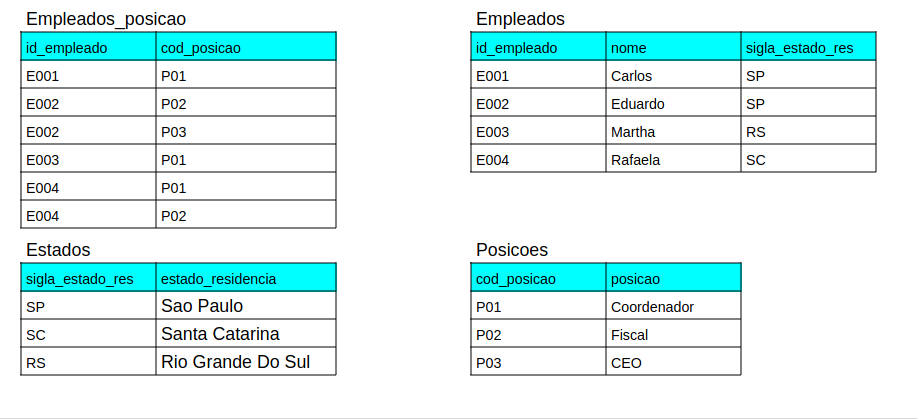 Empleados_posicao
id_empleado cod_posicao
E001 P01
E002 P02
E002 P03
E003 P01
E004 P01
E004 P02
Empleados
id_empleado nome sigla_estado_res
E001 Carlos SP
E002 Eduardo SP
E003 Martha RS
E004 Rafaela SC
Estados
sigla_estado_res estado_residencia
SP Sao Paulo
SC Santa Catarina
RS Rio Grande Do Sul
Posicoes
cod_posicao posicao
P01 Coordenador
P02 Fiscal
P03 CEO